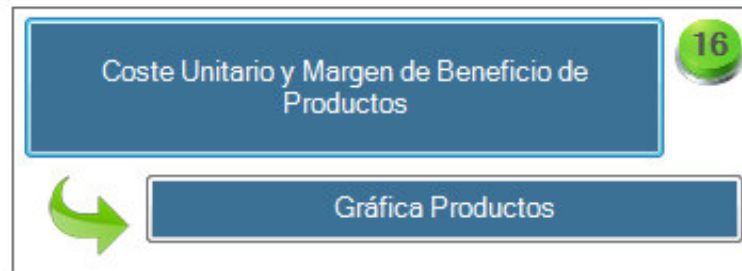 Coste Unitario y Margen de Beneficio de
Productos
16
Gráfica Productos